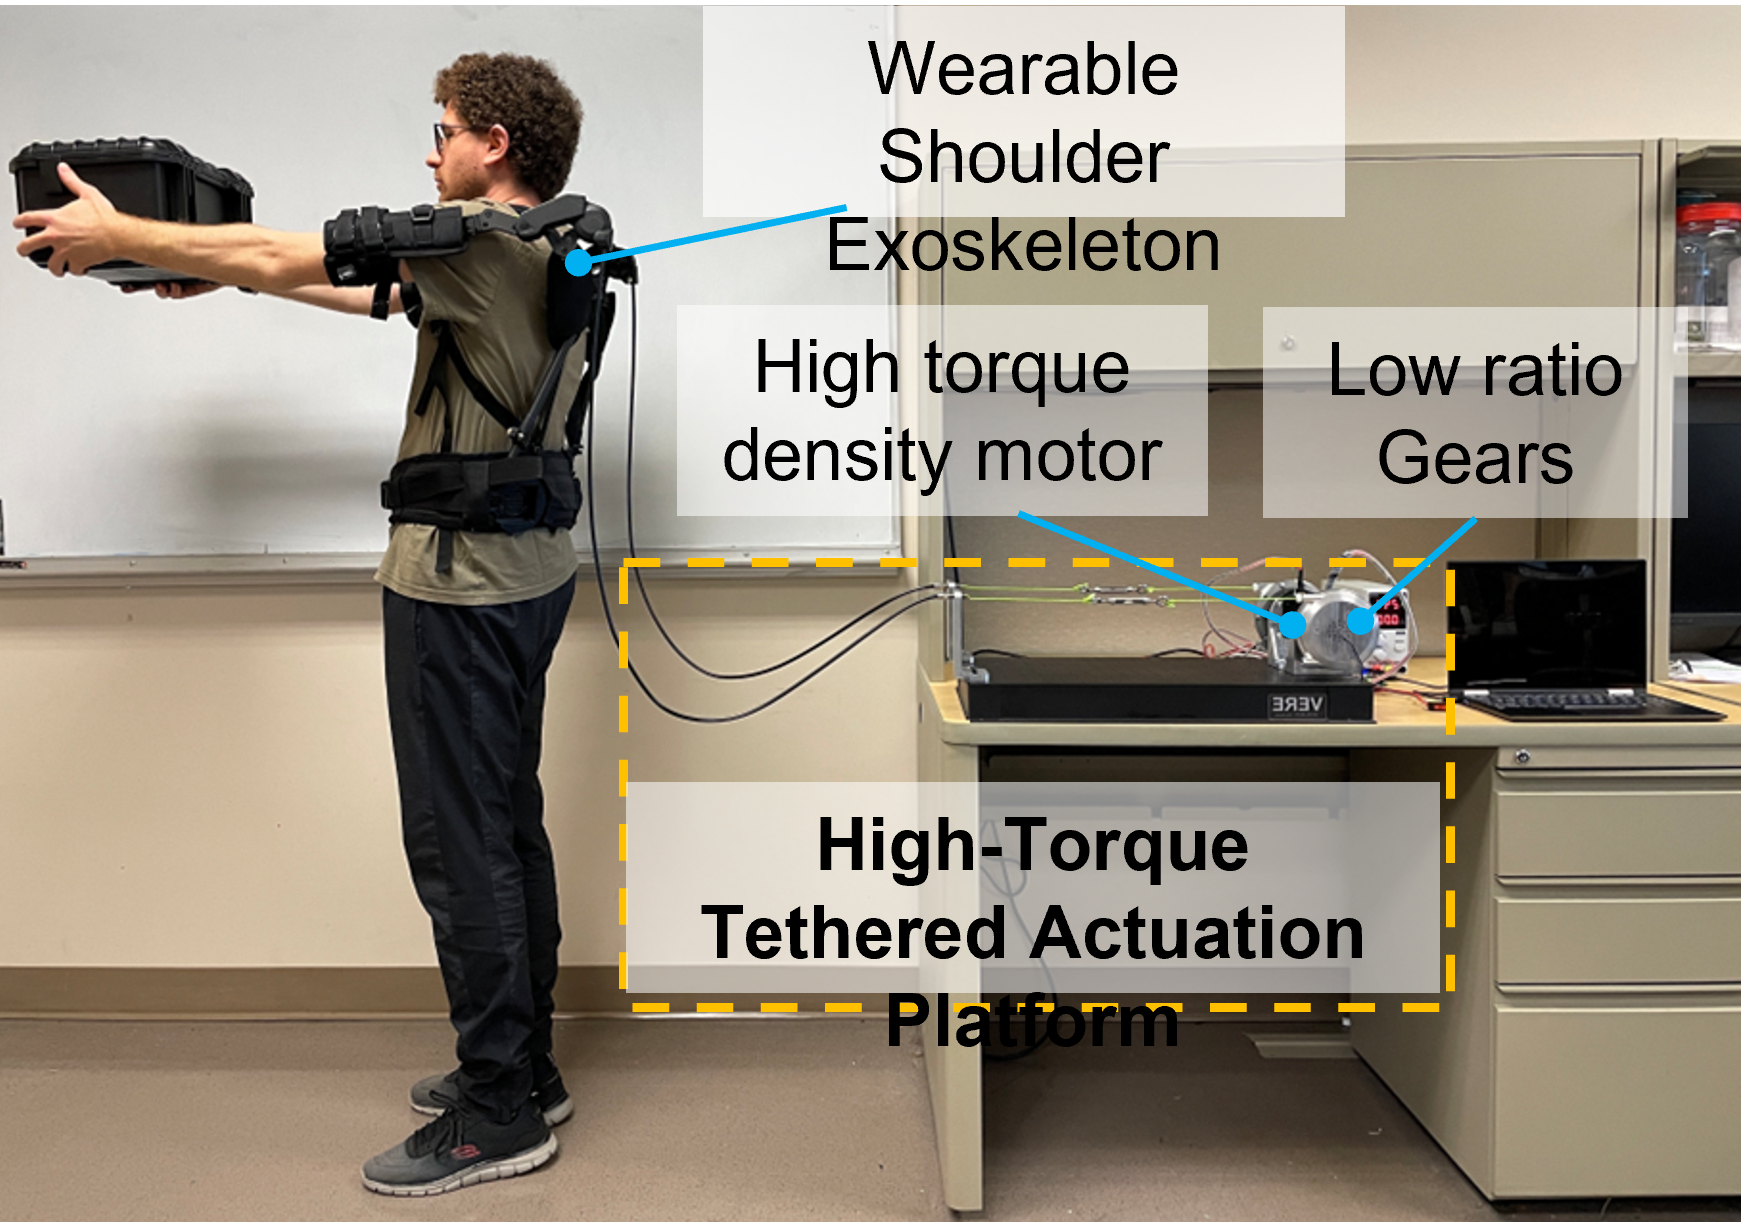 Wearable
Shoulder
Exoskeleton
High torque
density motor
Low ratio
Gears
VERE
High-Torque
Tethered Actuation
Platform